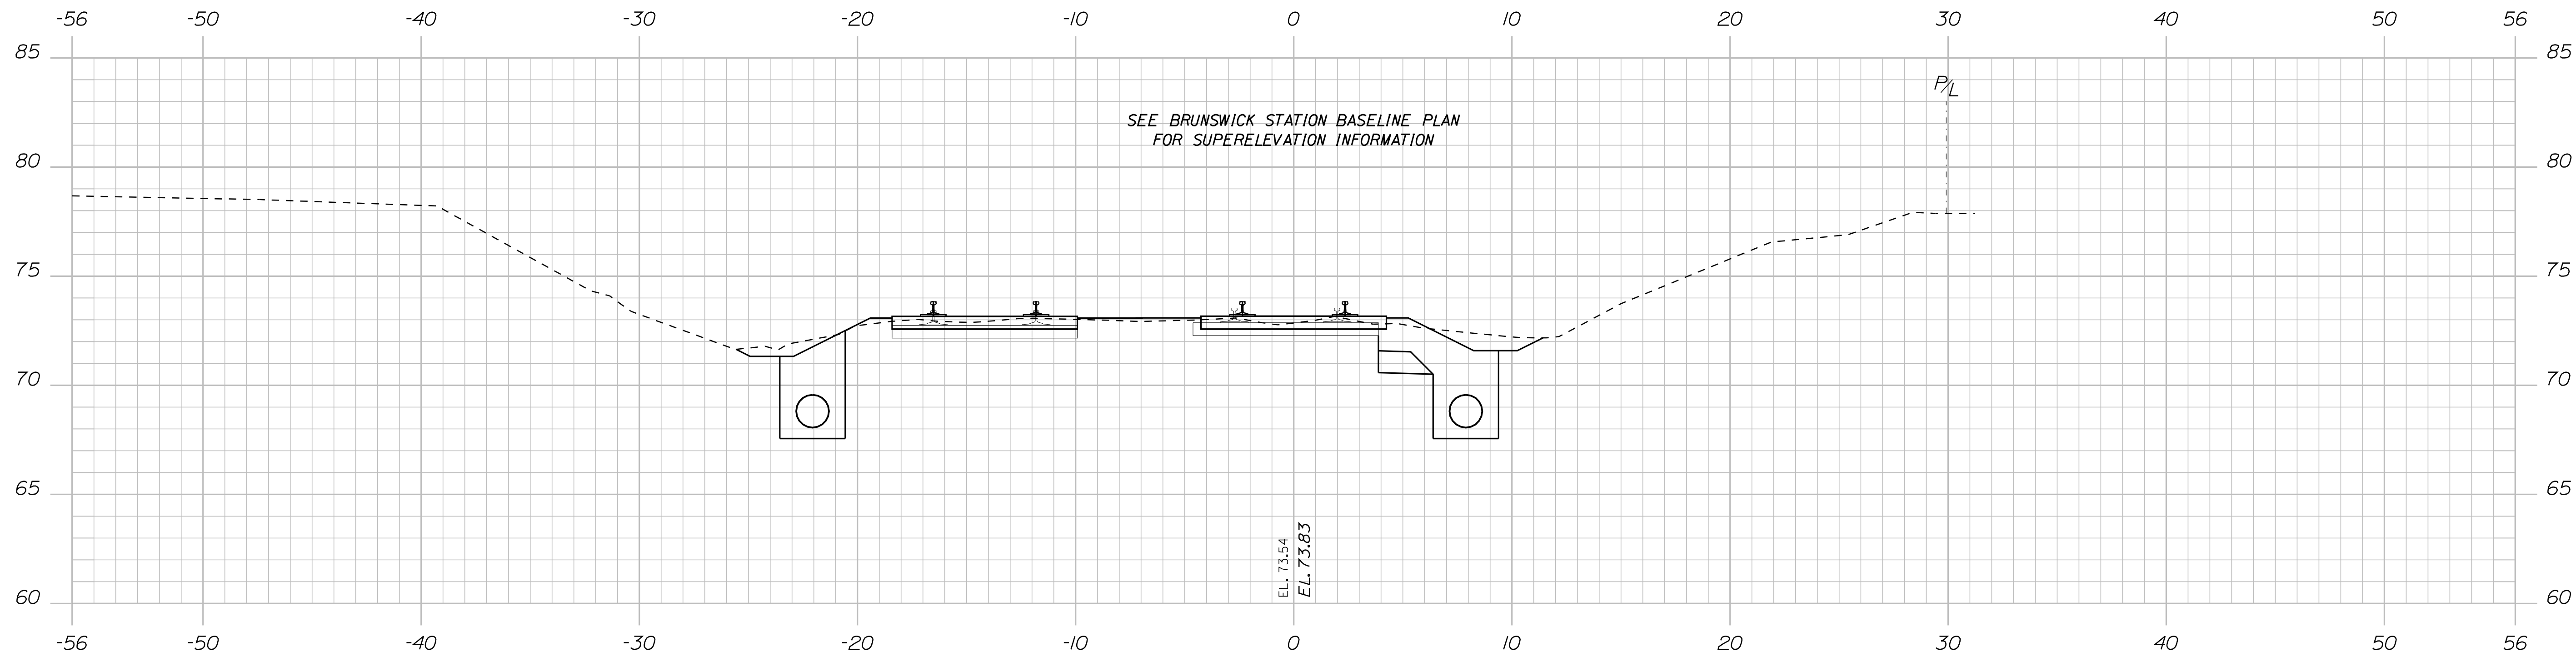 -56 -50 -40 -30 -20 -10 0 10 20 30 40 50 56
85 85
P/L
SEE BRUNSWICK STATION BASELINE PLAN
FOR SUPERELEVATION INFORMATION
80 80
75 75
70 70
65 65
EL. 73.54
EL. 73.83
60 60
-56 -50 -40 -30 -20 -10 0 10 20 30 40 50 56